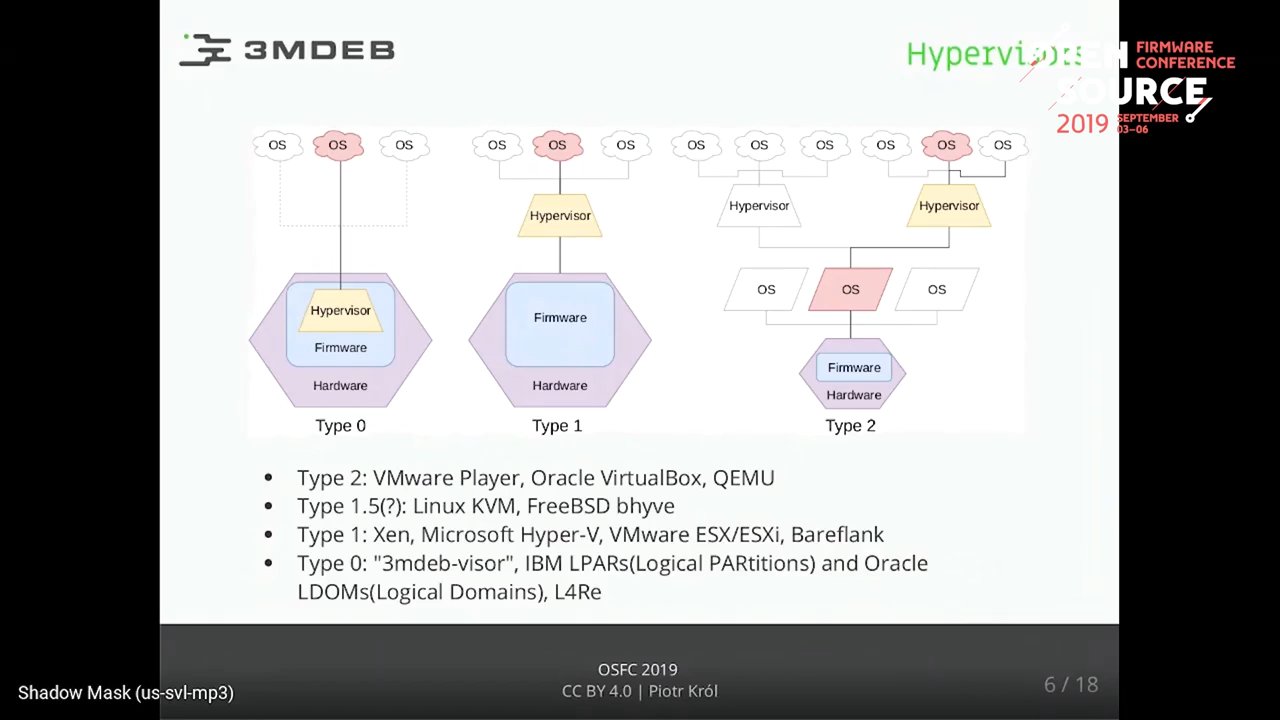 3MDEB
Hypervisors
OPEN SOURCE
FIRMWARE
CONFERENCE
2019 SEPTEMBER
03–06
OS OS OS OS OS OS OS OS OS OS OS OS
Hypervisor Hypervisor Hypervisor
OS OS OS
Hypervisor
Firmware
Hardware
Type 0
Firmware
Hardware
Type 1
Firmware
Hardware
Type 2
• Type 2: VMware Player, Oracle VirtualBox, QEMU
• Type 1.5(?): Linux KVM, FreeBSD bhyve
• Type 1: Xen, Microsoft Hyper-V, VMware ESX/ESXi, Bareflank
• Type 0: "3mdeb-visor", IBM LPARs(Logical PARtitions) and Oracle
LDOMs(Logical Domains), L4Re
OSFC 2019
CC BY 4.0 | Piotr Król
6 / 18
Shadow Mask (us-svl-mp3)